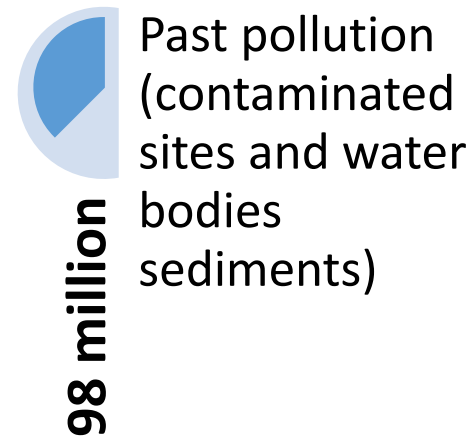 Past pollution
(contaminated
sites and water
bodies
sediments)
98 million